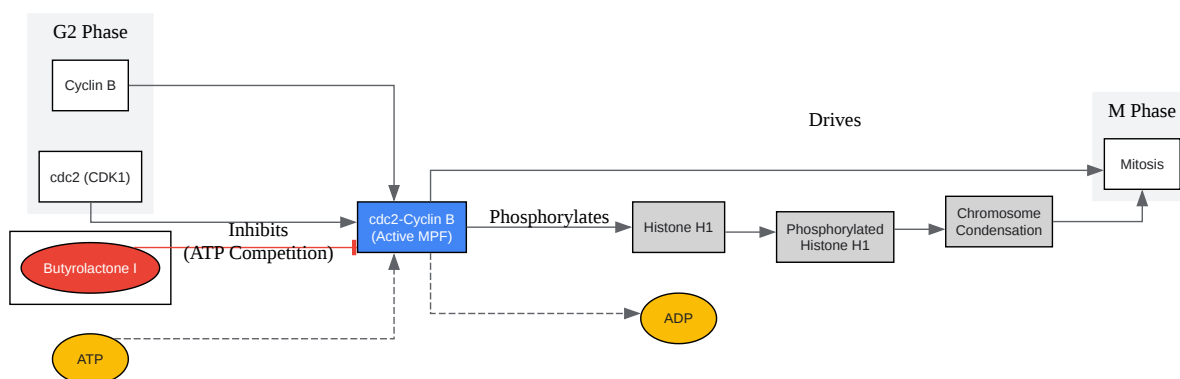 G2 Phase
Cyclin B
cdc2 (CDK1)
Inhibits
(ATP Competition)
Butyrolactone I
ATP
cdc2-Cyclin B
(Active MPF)
Phosphorylates
Histone H1
Phosphorylated
Histone H1
Chromosome
Condensation
ADP
Drives
M Phase
Mitosis